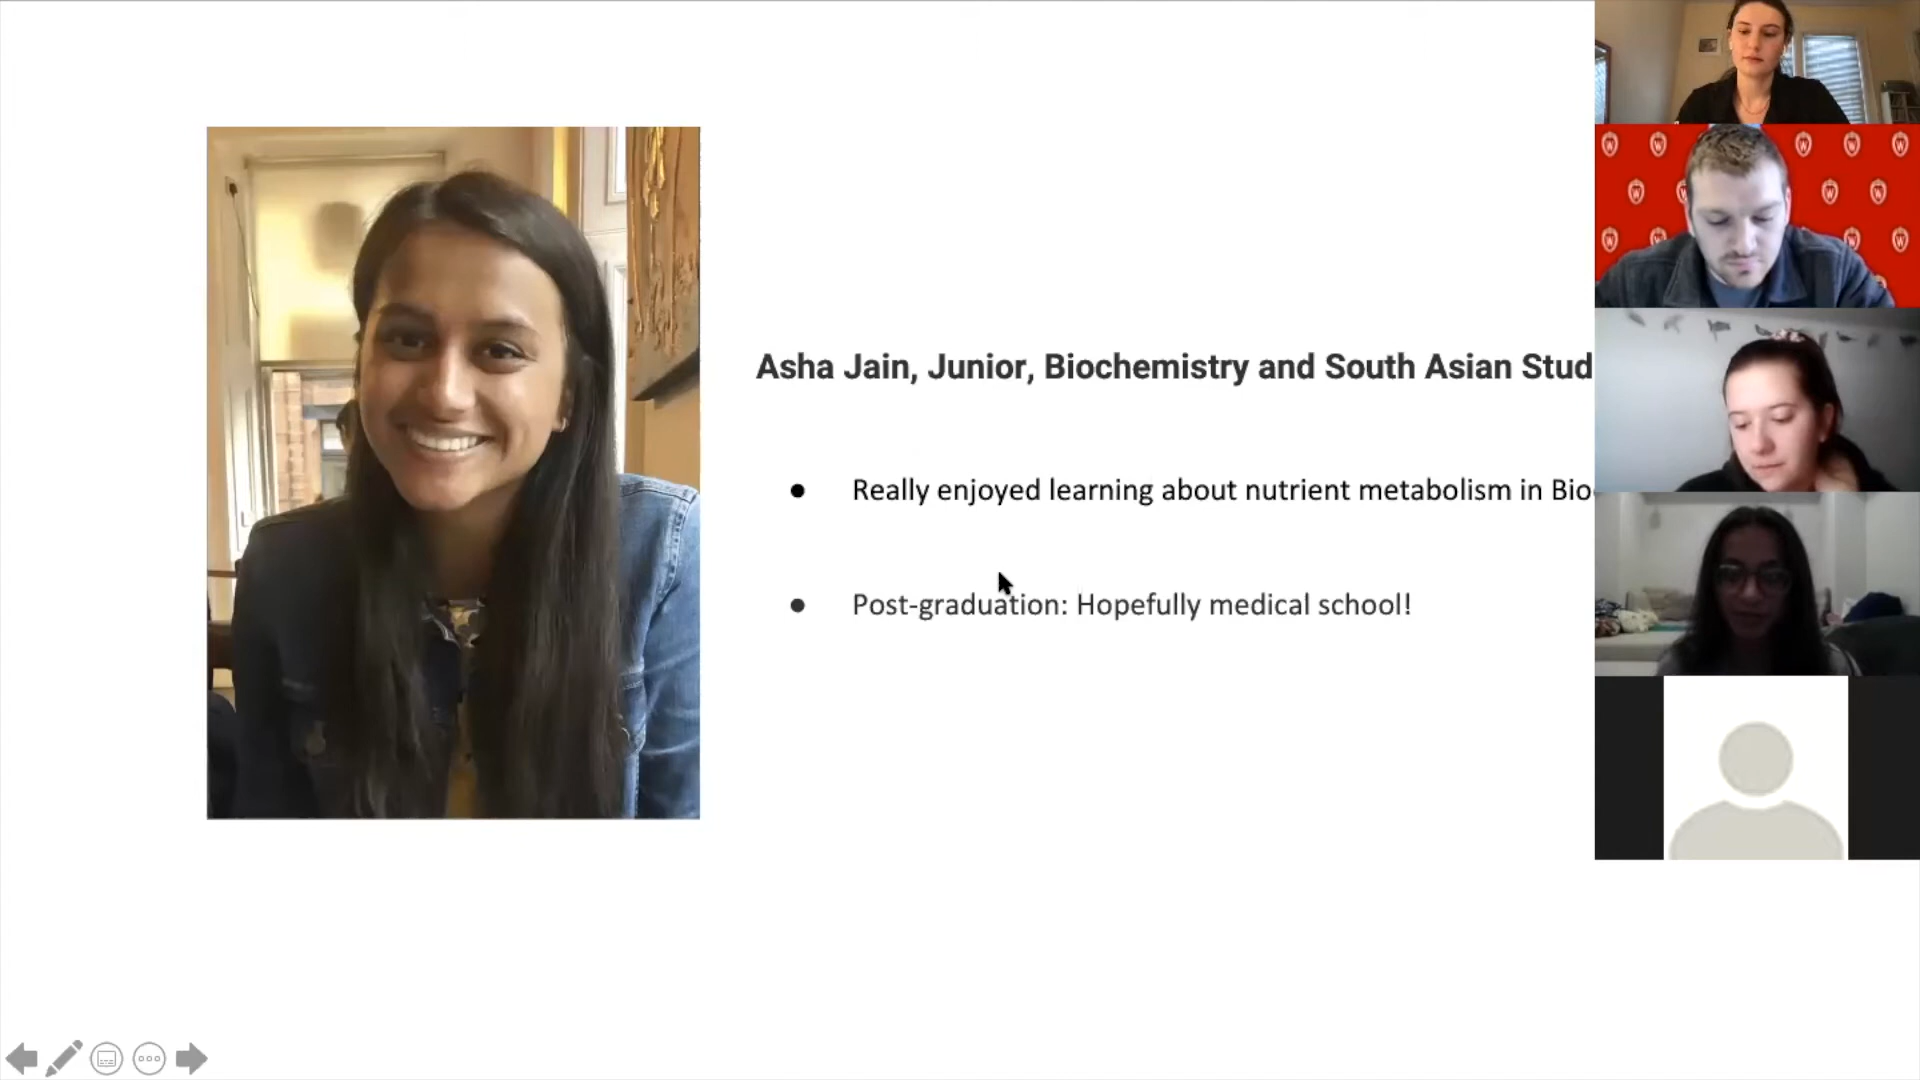 Asha Jain, Junior, Biochemistry and South Asian Stud
● Really enjoyed learning about nutrient metabolism in Bio
● Post-graduation: Hopefully medical school!